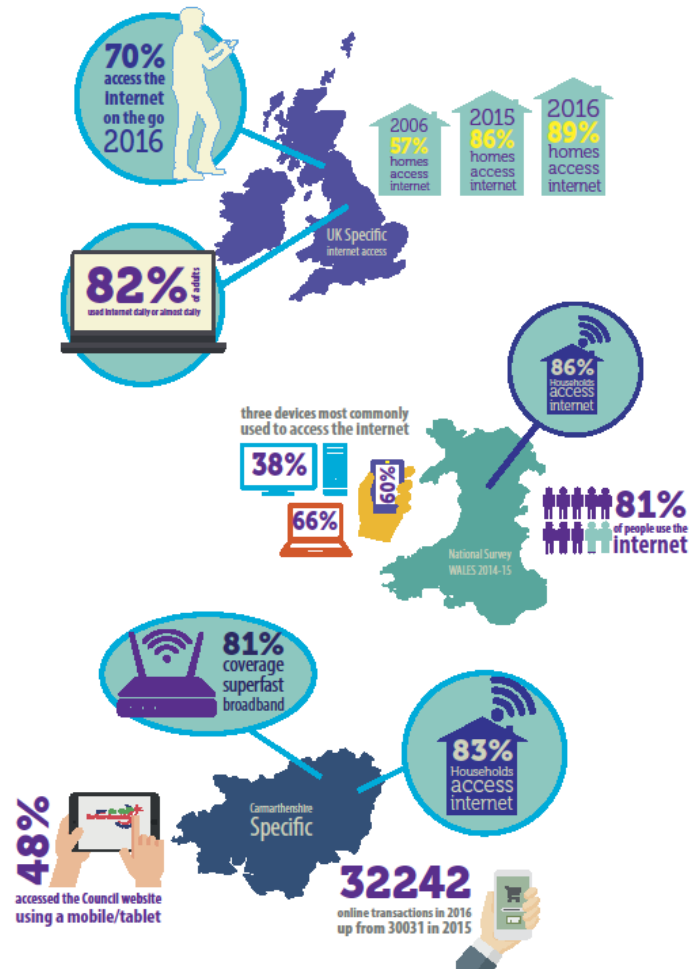 70%
access the
Internet
on the go
2016
2006
57%
homes
access
internet
2015
86%
homes
access
internet
2016
89%
homes
access
internet
UK Specific
internet access
82% of adults
used internet daily or almost daily
86%
Households
access
internet
three devices most commonly
used to access the internet
38%
60%
66%
81%
of people use the
internet
National Survey
WALES 2014-15
81%
coverage
superfast
broadband
83%
Households
access
internet
Carmarthenshire
Specific
48%
accessed the Council website
using a mobile/tablet
32242
online transactions in 2016
up from 30031 in 2015